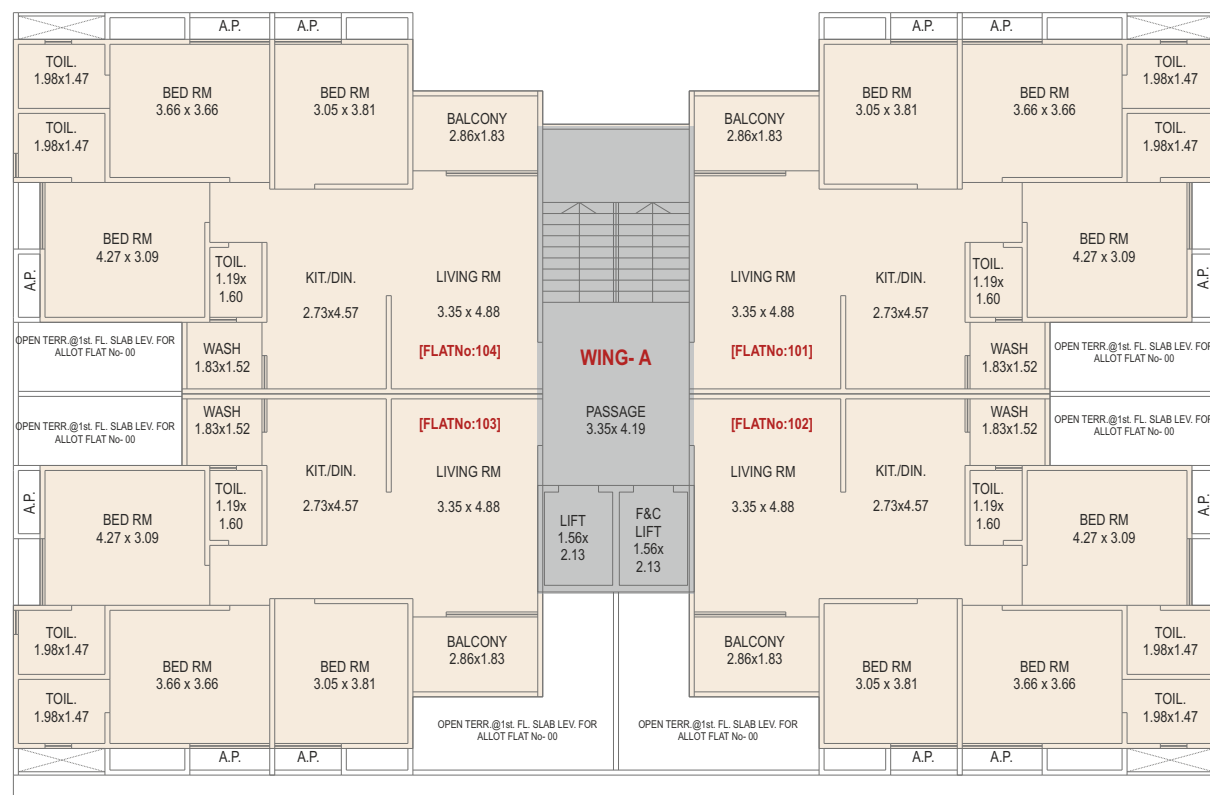 A.P.
A.P.
A.P.
A.P.
TOIL.
1.98x1.47
BED RM
3.66 x 3.66
BED RM
3.05 x 3.81
BALCONY
2.86x1.83
BALCONY
2.86x1.83
BED RM
3.05 x 3.81
BED RM
3.66 x 3.66
TOIL.
1.98x1.47
TOIL.
1.98x1.47
TOIL.
1.98x1.47
A.P.
BED RM
4.27 x 3.09
TOIL.
1.19x
1.60
KIT./DIN.
2.73x4.57
LIVING RM
3.35 x 4.88
LIVING RM
3.35 x 4.88
KIT./DIN.
2.73x4.57
TOIL.
1.19x
1.60
BED RM
4.27 x 3.09
A.P.
OPEN TERR.@1st. FL. SLAB LEV. FOR
ALLOT FLAT No- 00
WASH
1.83x1.52
[FLATNo:104]
WING- A
[FLATNo:101]
WASH
1.83x1.52
OPEN TERR.@1st. FL. SLAB LEV. FOR
ALLOT FLAT No- 00
OPEN TERR.@1st. FL. SLAB LEV. FOR
ALLOT FLAT No- 00
WASH
1.83x1.52
[FLATNo:103]
PASSAGE
3.35x 4.19
[FLATNo:102]
WASH
1.83x1.52
OPEN TERR.@1st. FL. SLAB LEV. FOR
ALLOT FLAT No- 00
A.P.
BED RM
4.27 x 3.09
TOIL.
1.19x
1.60
KIT./DIN.
2.73x4.57
LIVING RM
3.35 x 4.88
LIFT
1.56x
2.13
F&C
LIFT
1.56x
2.13
LIVING RM
3.35 x 4.88
KIT./DIN.
2.73x4.57
TOIL.
1.19x
1.60
BED RM
4.27 x 3.09
A.P.
TOIL.
1.98x1.47
BED RM
3.66 x 3.66
BED RM
3.05 x 3.81
BALCONY
2.86x1.83
BALCONY
2.86x1.83
BED RM
3.05 x 3.81
BED RM
3.66 x 3.66
TOIL.
1.98x1.47
TOIL.
1.98x1.47
TOIL.
1.98x1.47
OPEN TERR.@1st. FL. SLAB LEV. FOR
ALLOT FLAT No- 00
OPEN TERR.@1st. FL. SLAB LEV. FOR
ALLOT FLAT No- 00
A.P.
A.P.
A.P.
A.P.